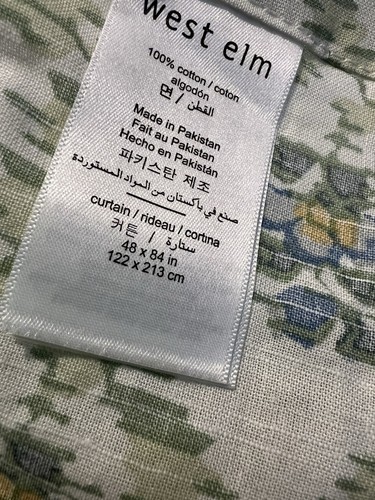 west elm
100% cotton / coton
algodón
면 / القطن
Made in Pakistan
Fait au Pakistan
Hecho en Pakistán
파키스탄 제조
صنع في باكستان من المواد المستوردة
curtain / rideau / cortina
커튼 / ستارة
48 x 84 in
122 x 213 cm